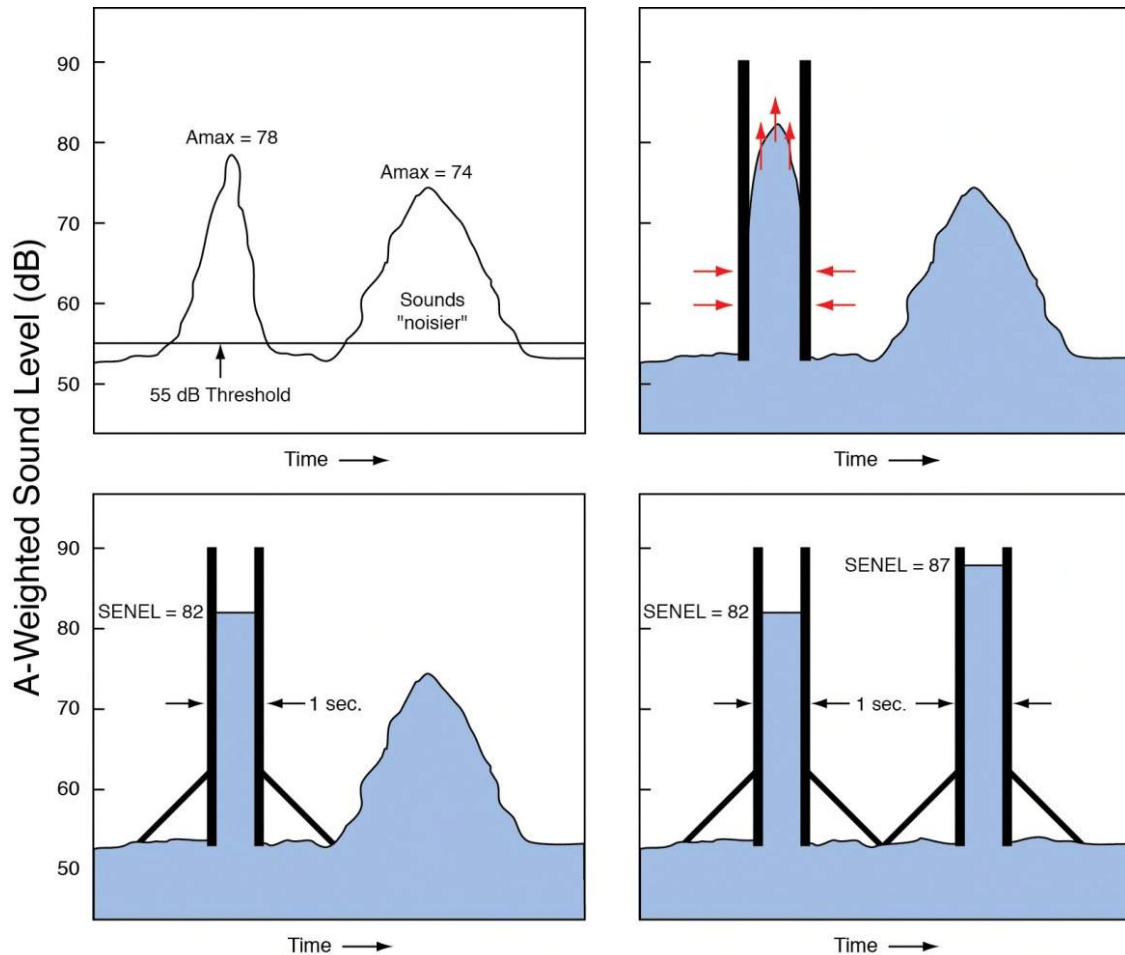 A-Weighted Sound Level (dB)
90
80
70
60
50
Amax = 78
Amax = 74
Sounds
"noisier"
55 dB Threshold
Time
Time
90
80
70
60
50
SENEL = 82
1 sec.
Time
SENEL = 87
SENEL = 82
1 sec.
Time